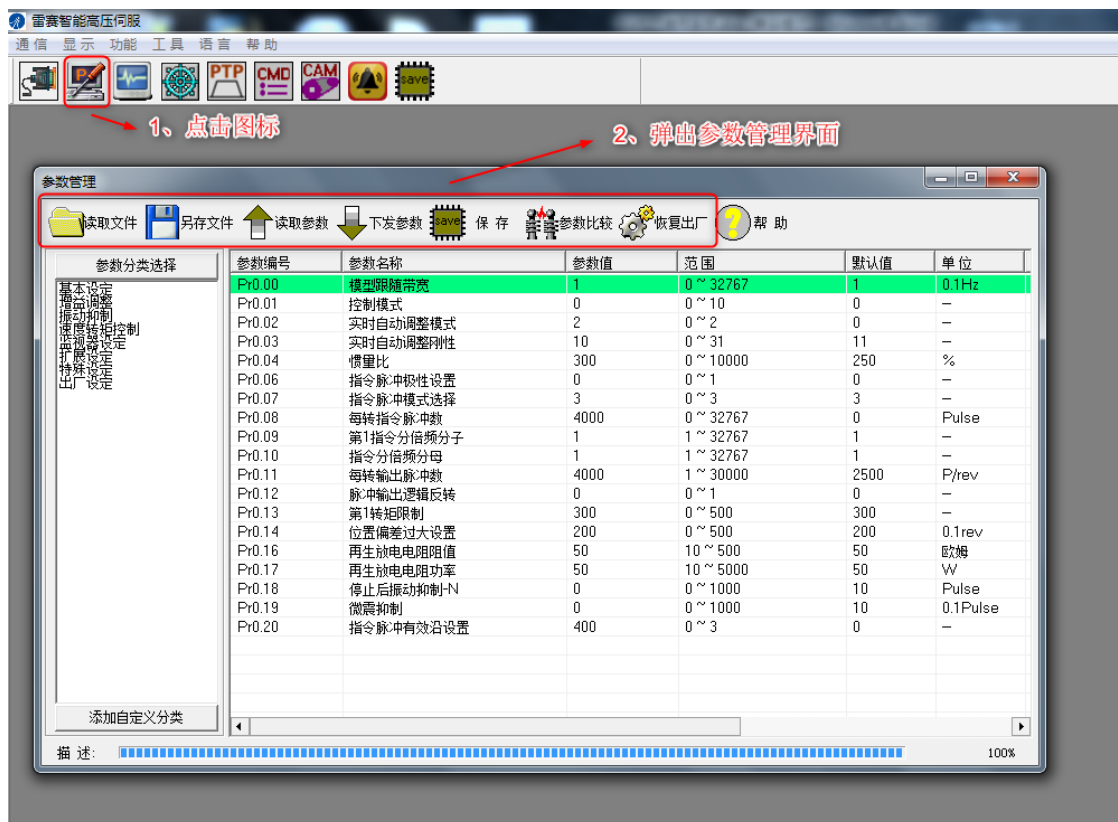 雷赛智能高压伺服
通信 显示 功能 工具 语言 帮助
PTP CMD CAM save
1、点击图标
2、弹出参数管理界面
参数管理
读取文件 另存文件 读取参数 下发参数 save 保 存 参数比较 恢复出厂 ? 帮 助
参数分类选择 参数编号 参数名称 参数值 范围 默认值 单位
基本设定
增益调整
振动抑制
速度转矩控制
监视器设定
扩展设定
特殊设定
出厂设定
Pr0.00 模型跟随带宽 1 0 ~ 32767 1 0.1Hz
Pr0.01 控制模式 0 0 ~ 10 0 –
Pr0.02 实时自动调整模式 2 0 ~ 2 0 –
Pr0.03 实时自动调整刚性 10 0 ~ 31 11 –
Pr0.04 惯量比 300 0 ~ 10000 250 %
Pr0.06 指令脉冲极性设置 0 0 ~ 1 0 –
Pr0.07 指令脉冲模式选择 3 0 ~ 3 3 –
Pr0.08 每转指令脉冲数 4000 0 ~ 32767 0 Pulse
Pr0.09 第1指令分倍频分子 1 1 ~ 32767 1 –
Pr0.10 指令分倍频分母 1 1 ~ 32767 1 –
Pr0.11 每转输出脉冲数 4000 1 ~ 30000 2500 P/rev
Pr0.12 脉冲输出逻辑反转 0 0 ~ 1 0 –
Pr0.13 第1转矩限制 300 0 ~ 500 300 –
Pr0.14 位置偏差过大设置 200 0 ~ 500 200 0.1rev
Pr0.16 再生放电电阻阻值 50 10 ~ 500 50 欧姆
Pr0.17 再生放电电阻功率 50 10 ~ 5000 50 W
Pr0.18 停止后振动抑制-N 0 0 ~ 1000 10 Pulse
Pr0.19 微震抑制 0 0 ~ 1000 10 0.1Pulse
Pr0.20 指令脉冲有效沿设置 400 0 ~ 3 0 –
添加自定义分类
描 述: 100%